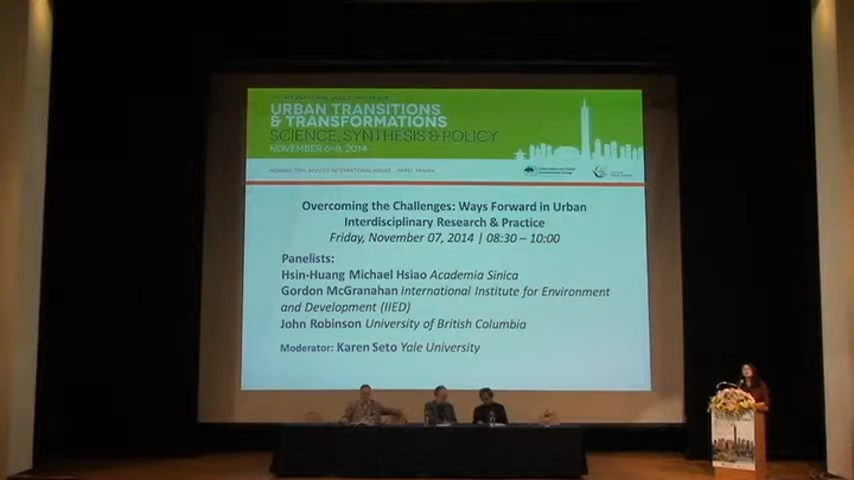 URBAN TRANSITIONS
& TRANSFORMATIONS
SCIENCE, SYNTHESIS & POLICY
NOVEMBER 6-8, 2014
Overcoming the Challenges: Ways Forward in Urban
Interdisciplinary Research & Practice
Friday, November 07, 2014 | 08:30 – 10:00
Panelists:
Hsin-Huang Michael Hsiao Academia Sinica
Gordon McGranahan International Institute for Environment
and Development (IIED)
John Robinson University of British Columbia
Moderator: Karen Seto Yale University